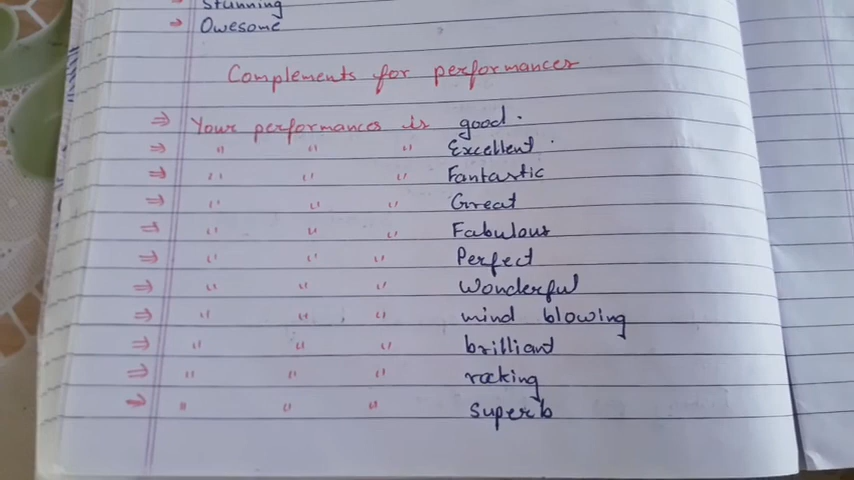 ⇒ Stunning
⇒ Owesome
Complements for performances
⇒ Your performances is good.
⇒ " " " Excellent.
⇒ " " " Fantastic
⇒ " " " Great
⇒ " " " Fabulous
⇒ " " " Perfect
⇒ " " " Wonderful
⇒ " " " mind blowing
⇒ " " " brilliant
⇒ " " " rocking
⇒ " " " superb